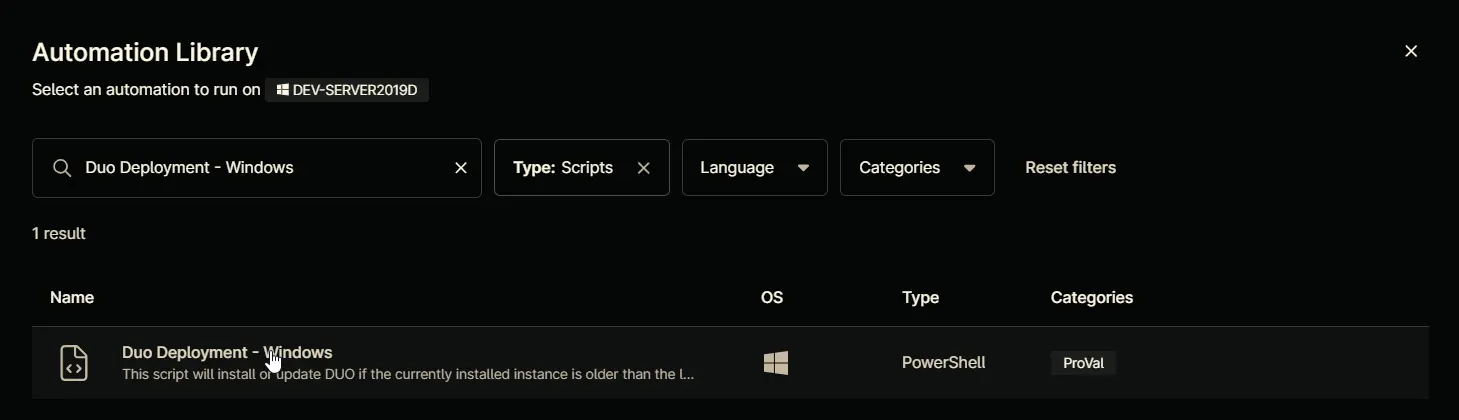 Automation Library
Select an automation to run on DEV-SERVER2019D
Duo Deployment - Windows Type: Scripts Language Categories Reset filters
1 result
Name OS Type Categories
Duo Deployment - Windows PowerShell ProVal
This script will install or update DUO if the currently installed instance is older than the l...